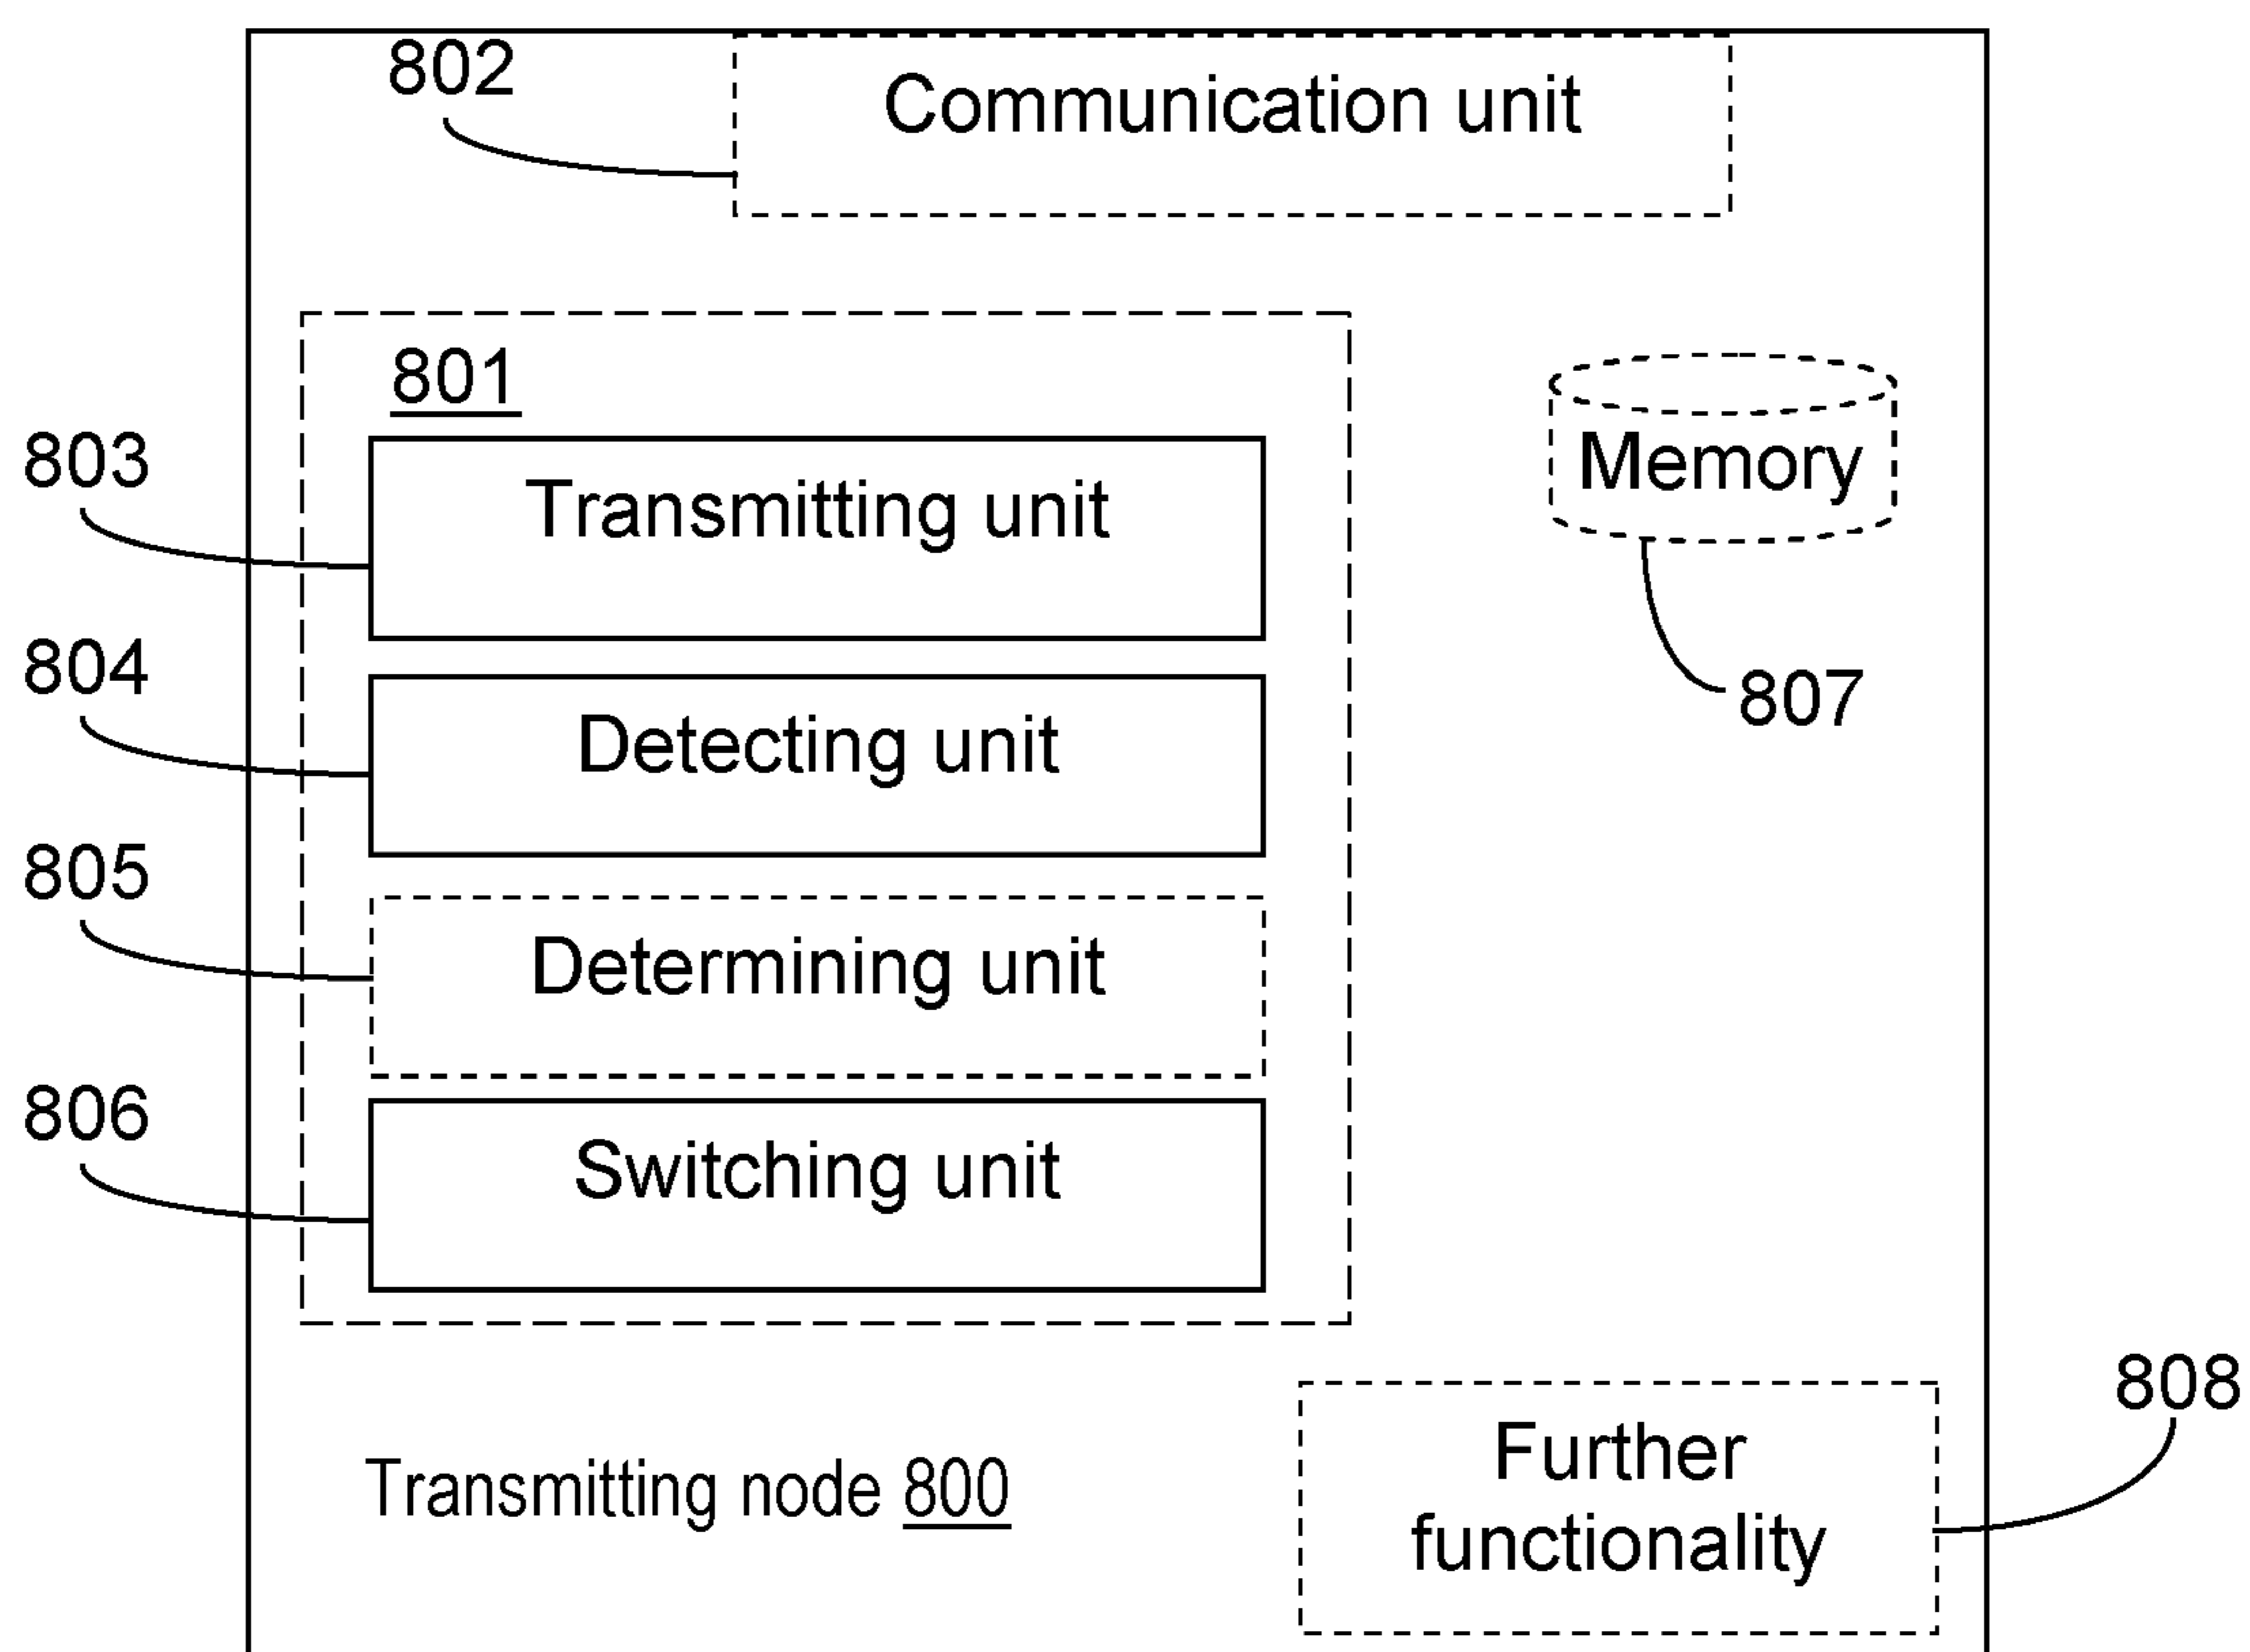 802
Communication unit
801
803
Transmitting unit
Memory
804
Detecting unit
807
805
Determining unit
806
Switching unit
808
Further
functionality
Transmitting node 800